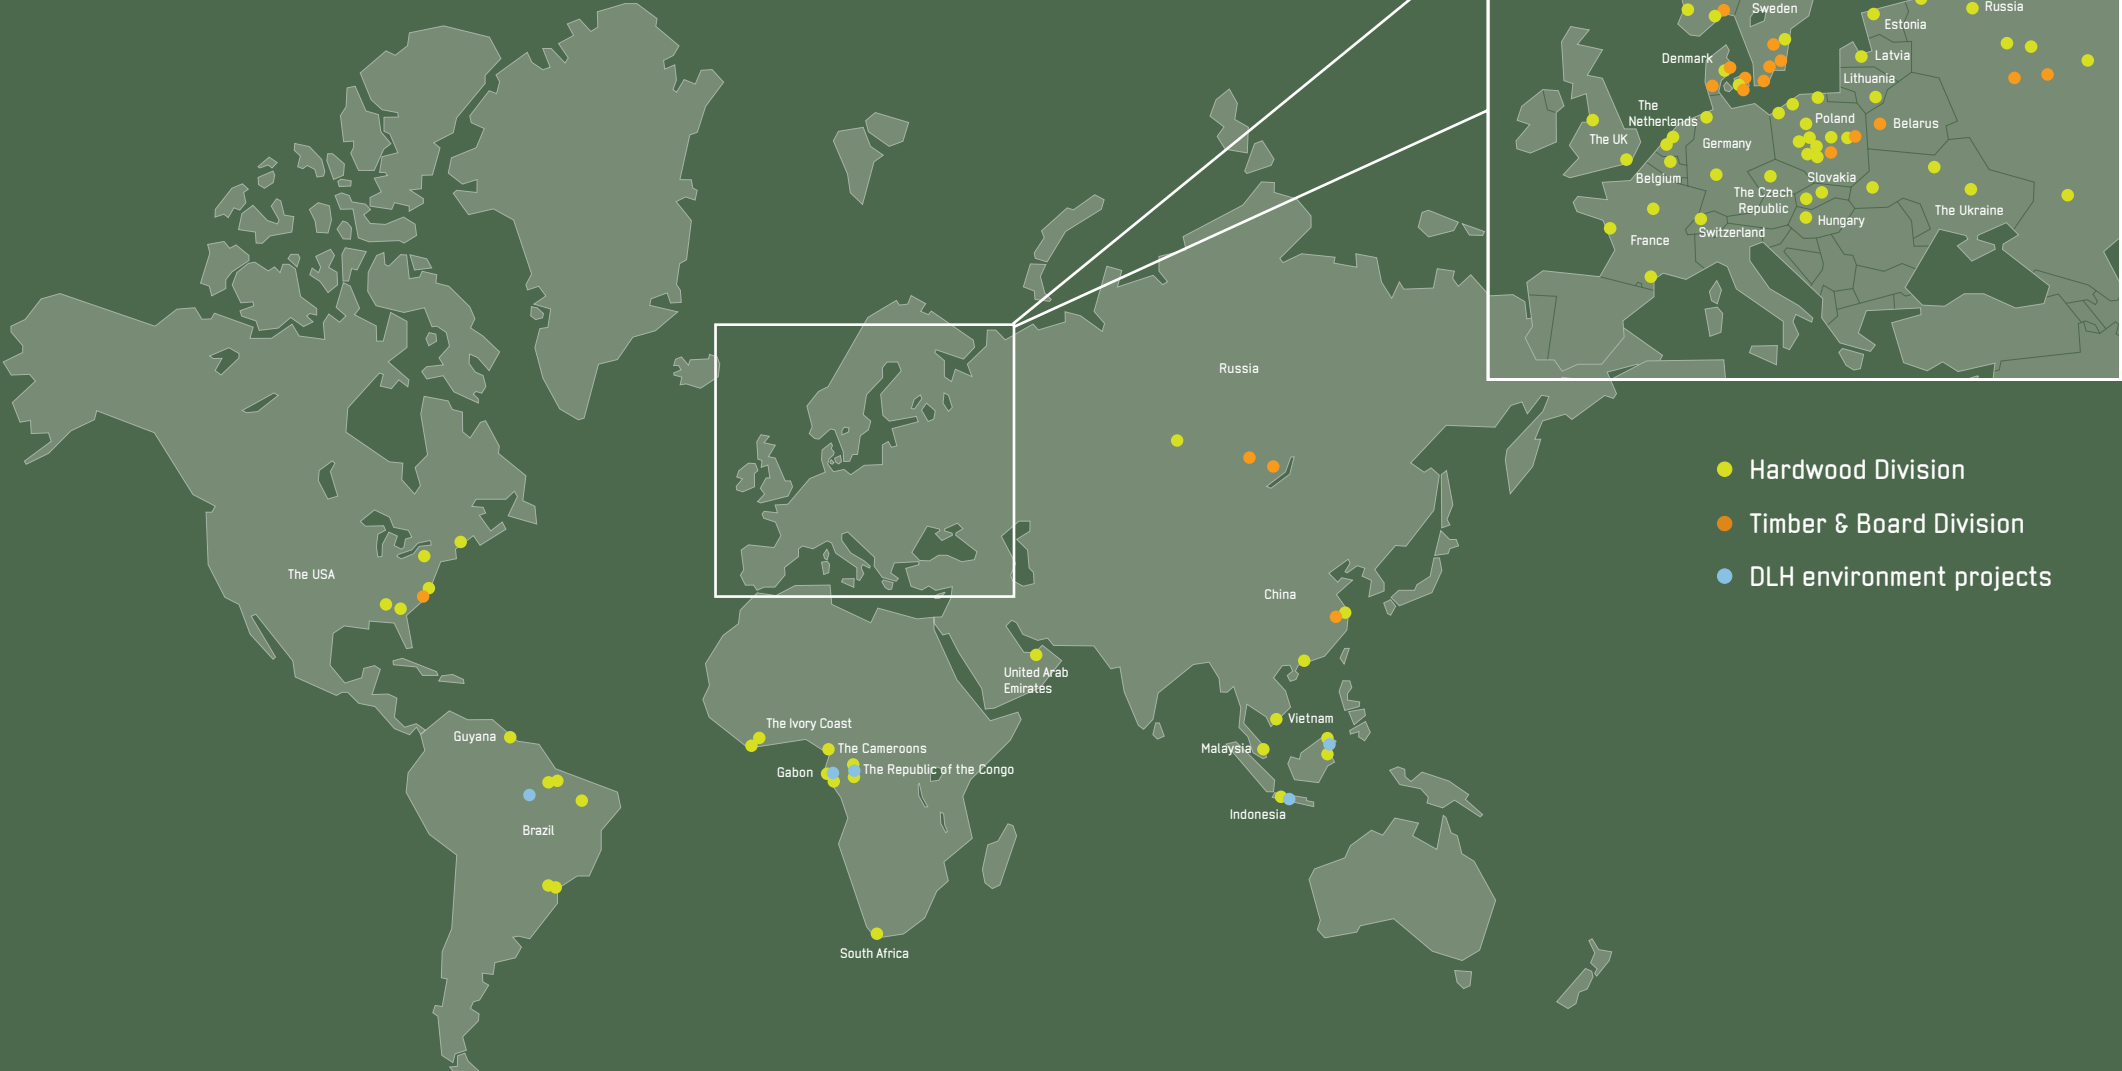 Sweden
Russia
Estonia
Denmark
Latvia
Lithuania
The
Netherlands
Poland
Belarus
The UK
Germany
Belgium
Slovakia
The Czech
Republic
The Ukraine
Hungary
Switzerland
France
Russia
Hardwood Division
Timber & Board Division
DLH environment projects
The USA
China
United Arab
Emirates
The Ivory Coast
Vietnam
Guyana
The Cameroons
Malaysia
Gabon
The Republic of the Congo
Indonesia
Brazil
South Africa